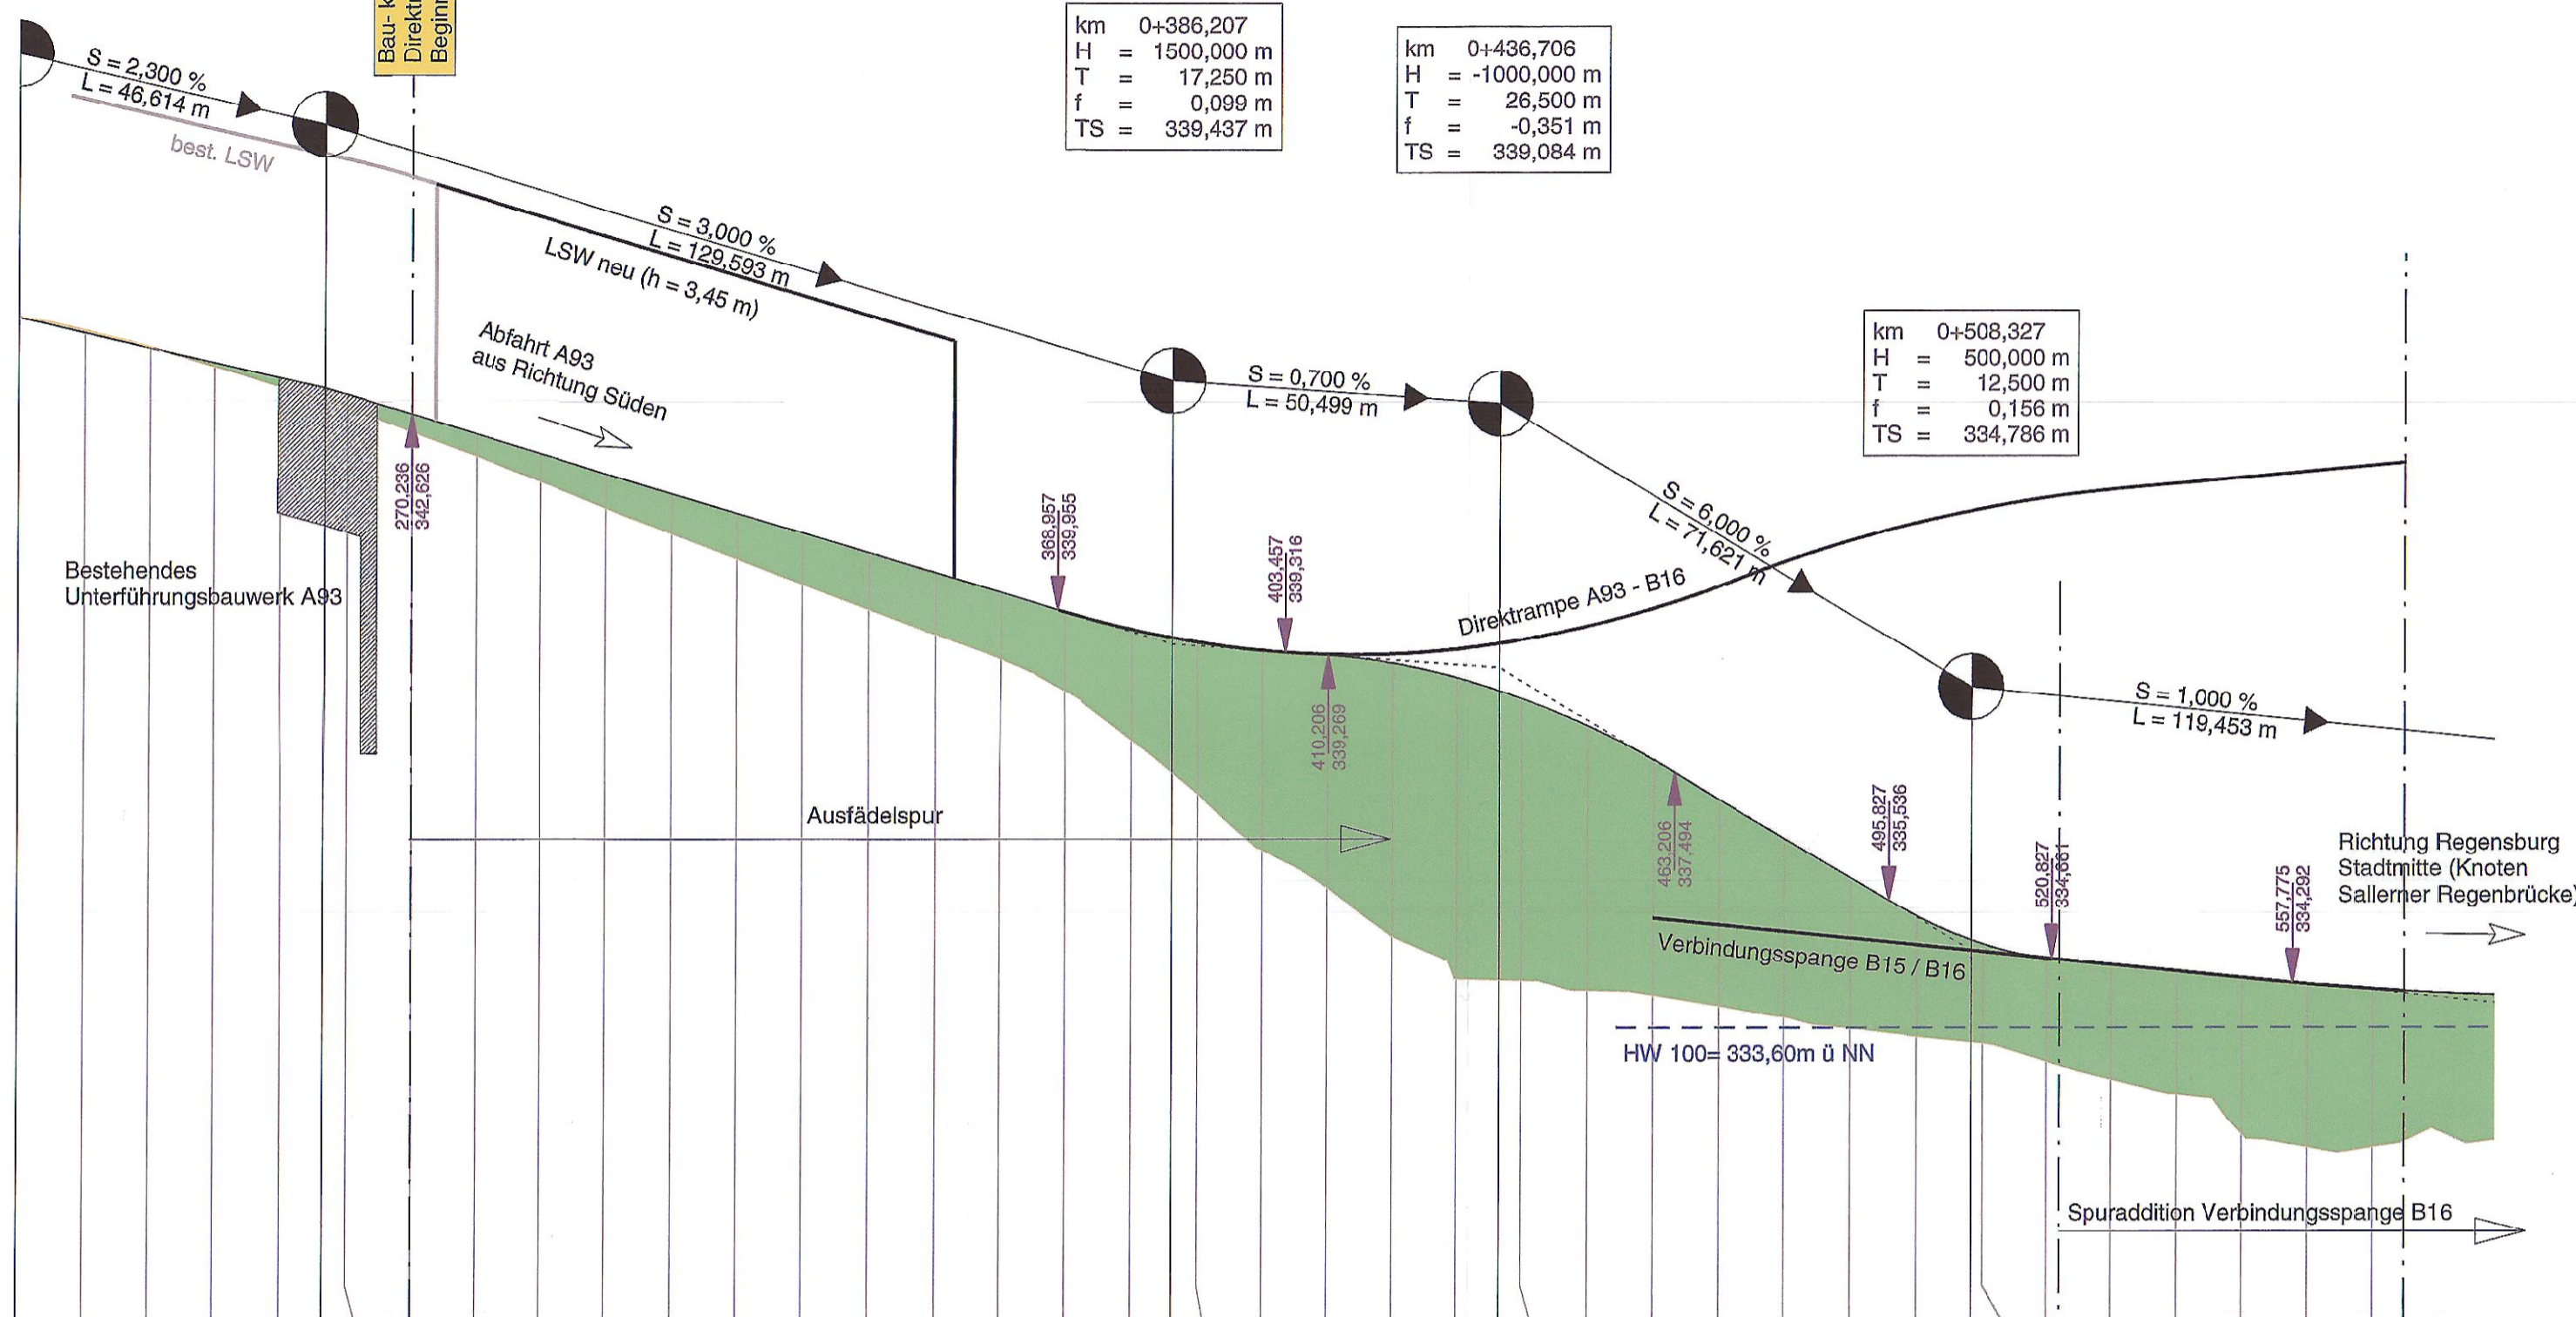 Bau- k
Direkt
Begin
km 0+386,207
H = 1500,000 m
T = 17,250 m
f = 0,099 m
TS = 339,437 m
km 0+436,706
H = -1000,000 m
T = 26,500 m
f = -0,351 m
TS = 339,084 m
S = 2,300 %
L = 46,614 m
best. LSW
S = 3,000 %
L = 129,593 m
LSW neu (h = 3,45 m)
Abfahrt A93
aus Richtung Süden
S = 0,700 %
L = 50,499 m
km 0+508,327
H = 500,000 m
T = 12,500 m
f = 0,156 m
TS = 334,786 m
270,236
342,626
368,957
339,955
403,457
339,316
S = 6,000 %
L = 71,621 m
Direktrampe A93 - B16
Bestehendes
Unterführungsbauwerk A93
410,206
339,269
S = 1,000 %
L = 119,453 m
Ausfädelspur
463,206
337,494
495,827
335,536
520,827
334,661
557,775
334,292
Richtung Regensburg
Stadtmitte (Knoten
Sallerner Regenbrücke)
Verbindungsspange B15 / B16
HW 100= 333,60m ü NN
Spuraddition Verbindungsspange B16